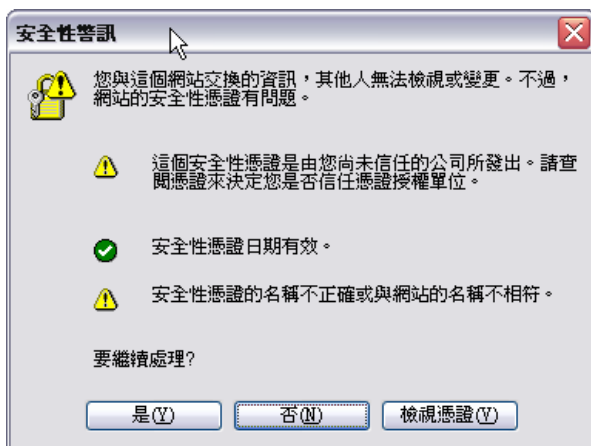 安全性警訊
您與這個網站交換的資訊，其他人無法檢視或變更。不過，
網站的安全性憑證有問題。
這個安全性憑證是由您尚未信任的公司所發出。請查
閱憑證來決定您是否信任憑證授權單位。
安全性憑證日期有效。
安全性憑證的名稱不正確或與網站的名稱不相符。
要繼續處理?
是(Y) 否(N) 檢視憑證(V)